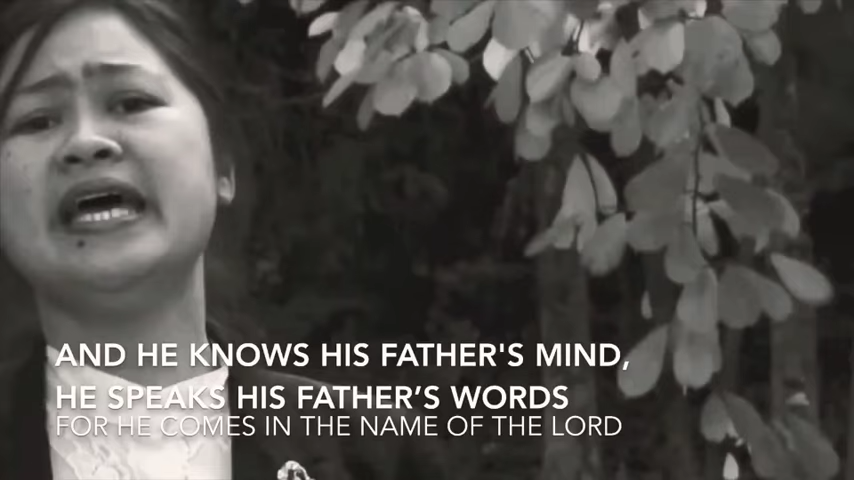 AND HE KNOWS HIS FATHER'S MIND,
HE SPEAKS HIS FATHER’S WORDS
FOR HE COMES IN THE NAME OF THE LORD